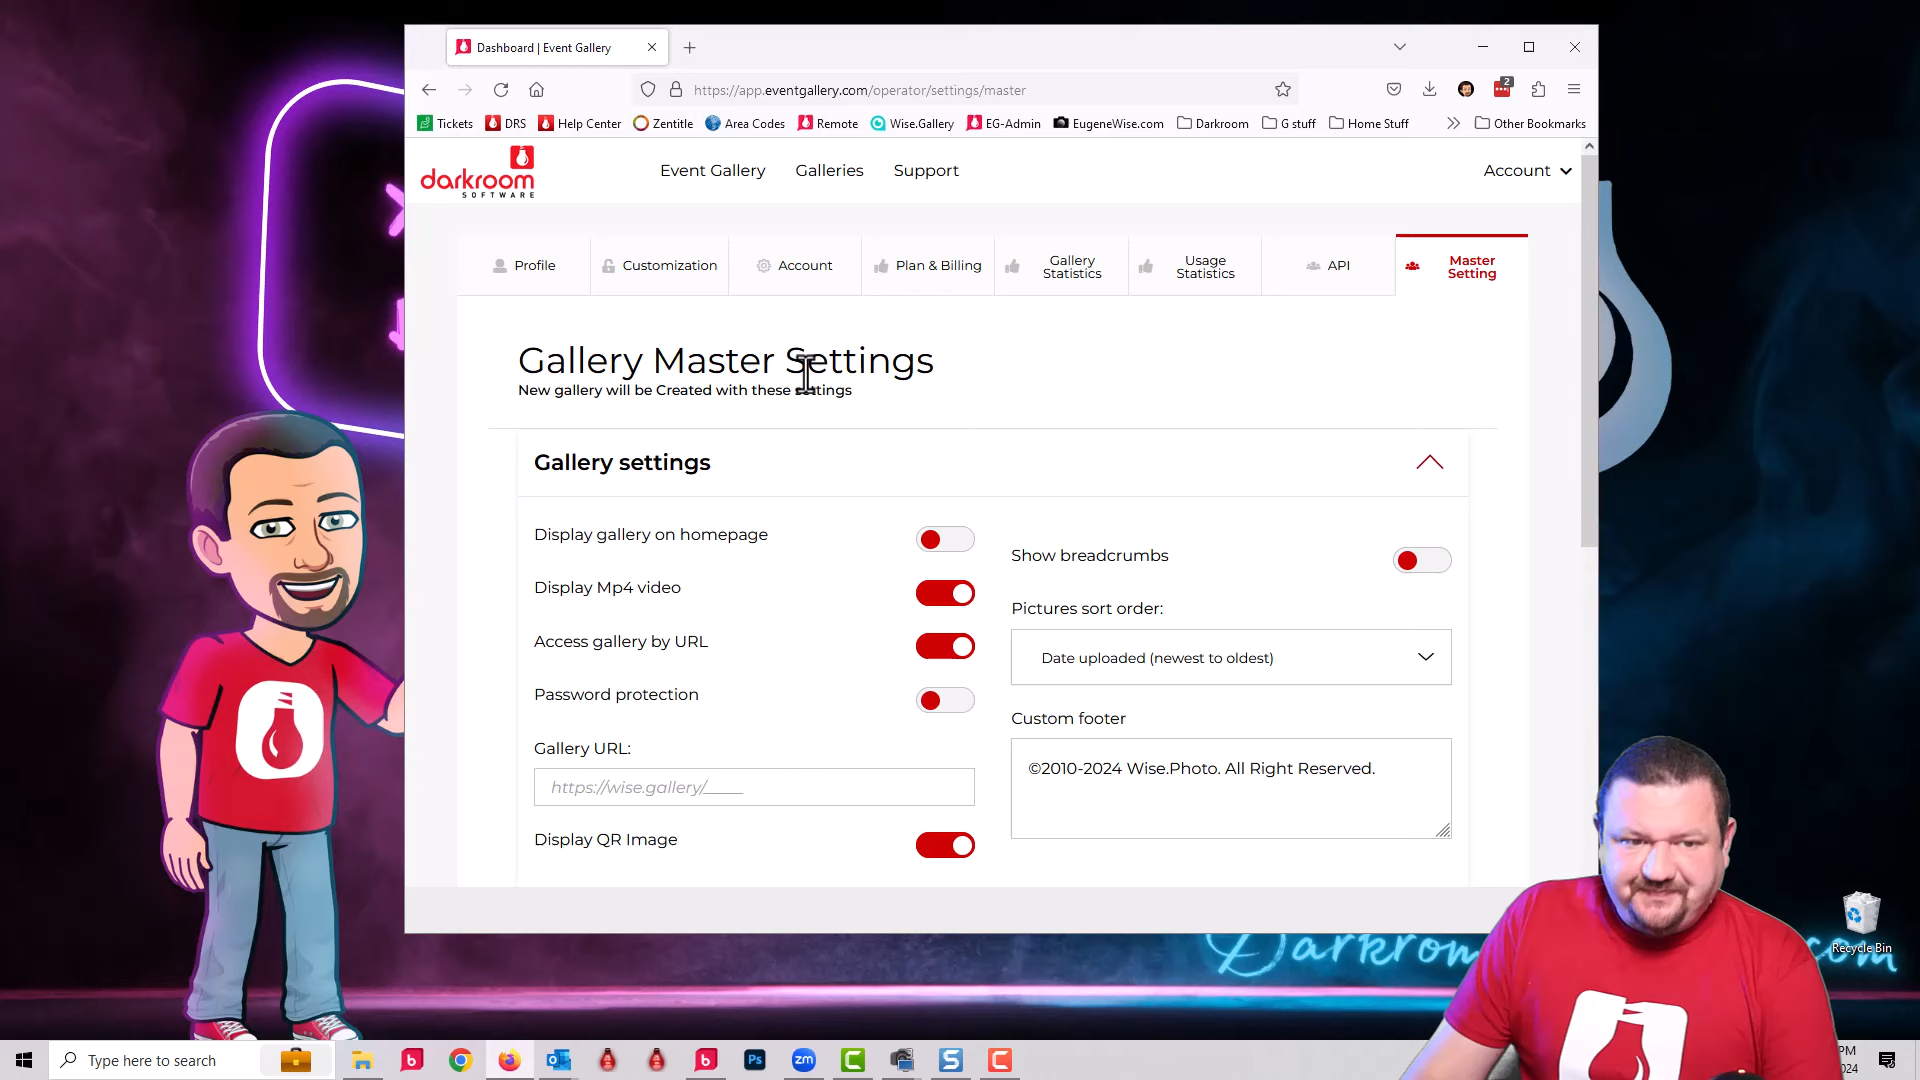 Dashboard | Event Gallery
https://app.eventgallery.com/operator/settings/master
2
Tickets DRS Help Center Zentitle Area Codes Remote Wise.Gallery EG-Admin EugeneWise.com Darkroom G stuff Home Stuff Other Bookmarks
darkroom
SOFTWARE
Event Gallery Galleries Support Account
Profile Customization Account Plan & Billing Gallery Statistics Usage Statistics API Master Setting
Gallery Master Settings
New gallery will be Created with these settings
Gallery settings
Display gallery on homepage
Show breadcrumbs
Display Mp4 video
Pictures sort order:
Access gallery by URL
Date uploaded (newest to oldest)
Password protection
Custom footer
Gallery URL:
©2010-2024 Wise.Photo. All Right Reserved.
https://wise.gallery/_____
Display QR Image
Recycle Bin
Type here to search
Ps
zm